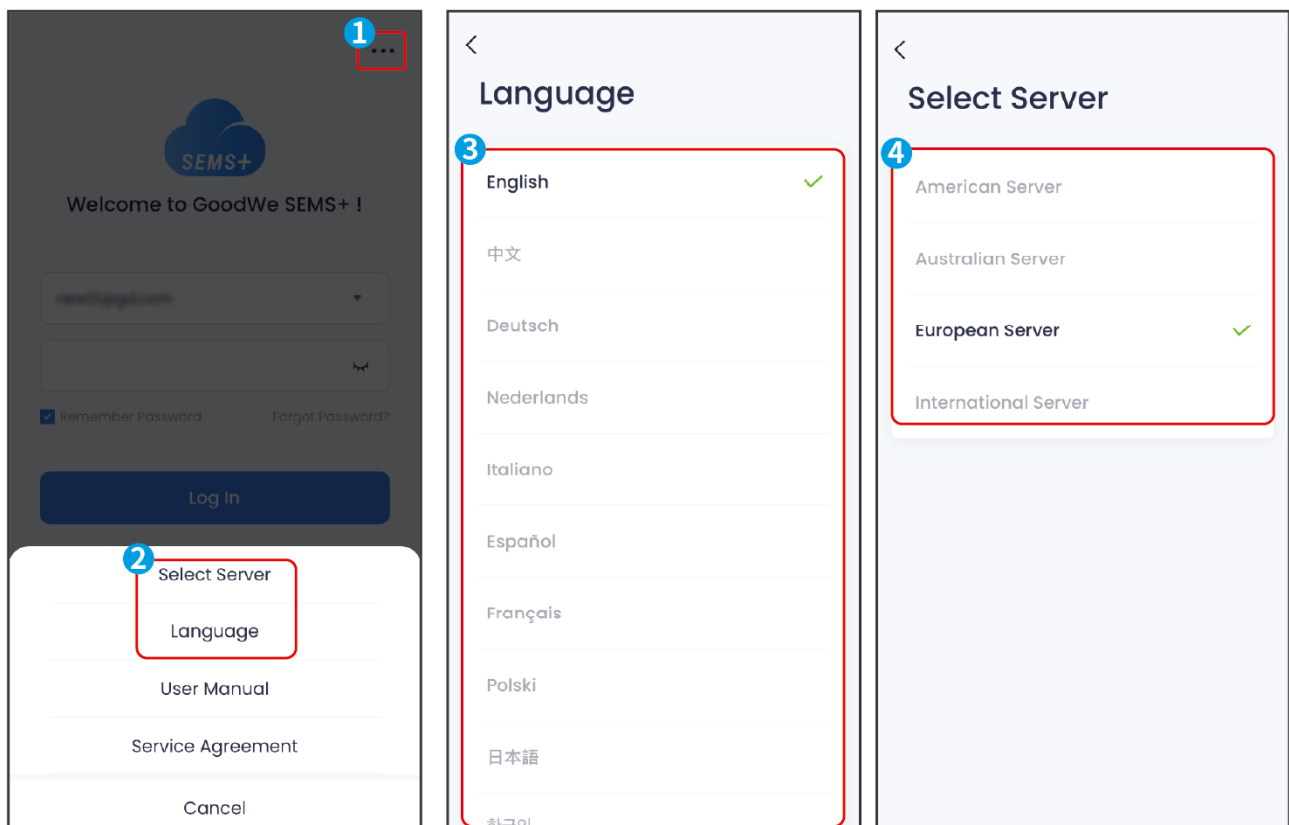 1
SEMS+
Welcome to GoodWe SEMS+ !
Remember Password Forgot Password?
Log In
2
Select Server
Language
User Manual
Service Agreement
Cancel
Language
3
English
中文
Deutsch
Nederlands
Italiano
Español
Français
Polski
日本語
Select Server
4
American Server
Australian Server
European Server
International Server